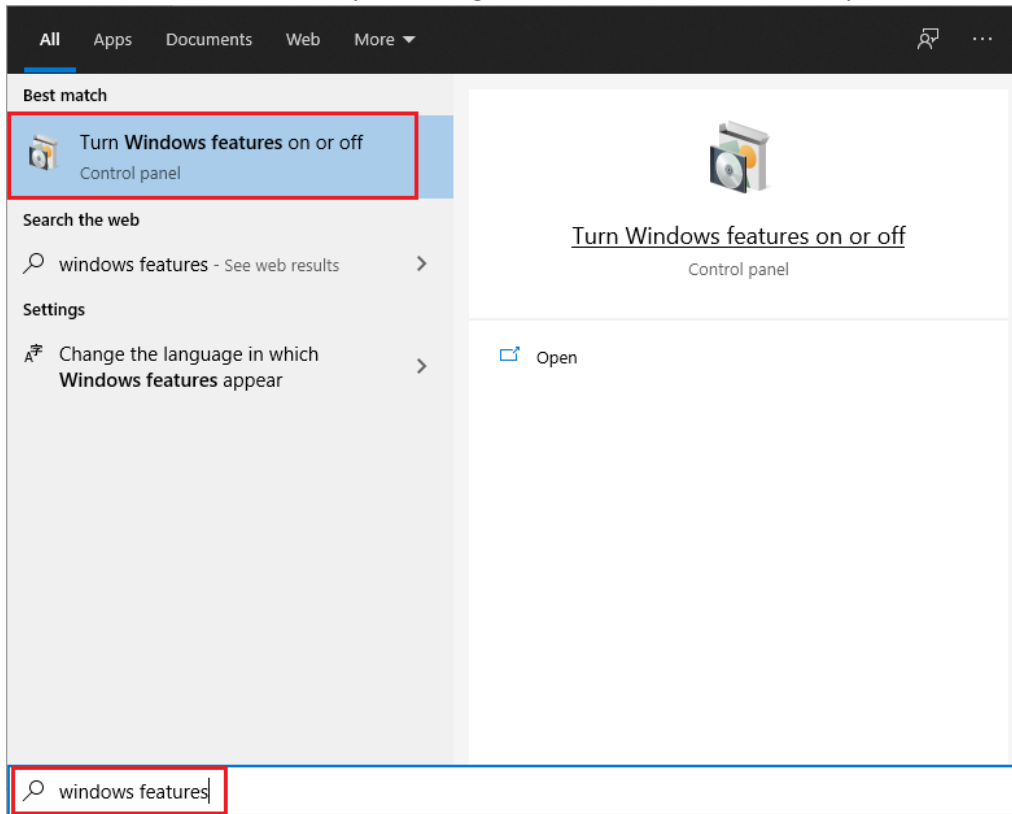 All Apps Documents Web More
Best match
Turn Windows features on or off
Control panel
Search the web
windows features - See web results
Settings
Change the language in which
Windows features appear
Turn Windows features on or off
Control panel
Open
windows features